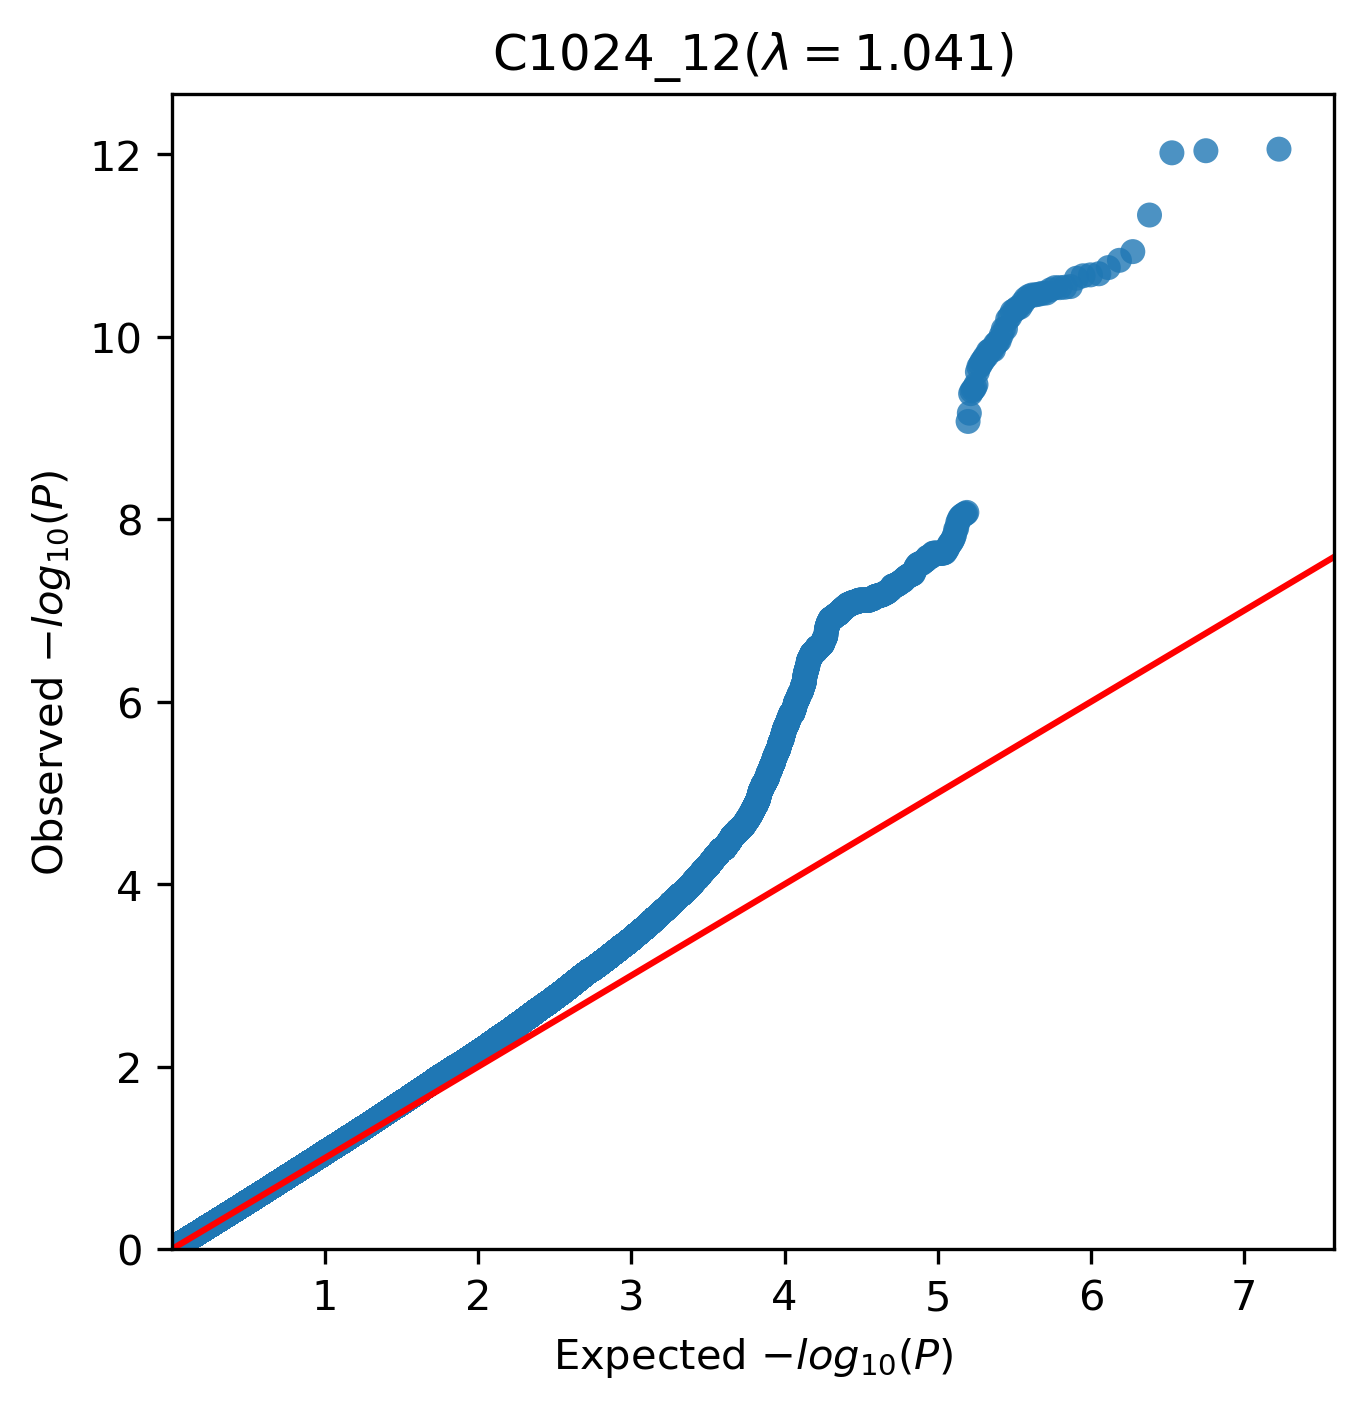 C1024_12(λ = 1.041)
12
10
8
6
4
2
0
Observed −log₁₀(P)
1 2 3 4 5 6 7
Expected −log₁₀(P)